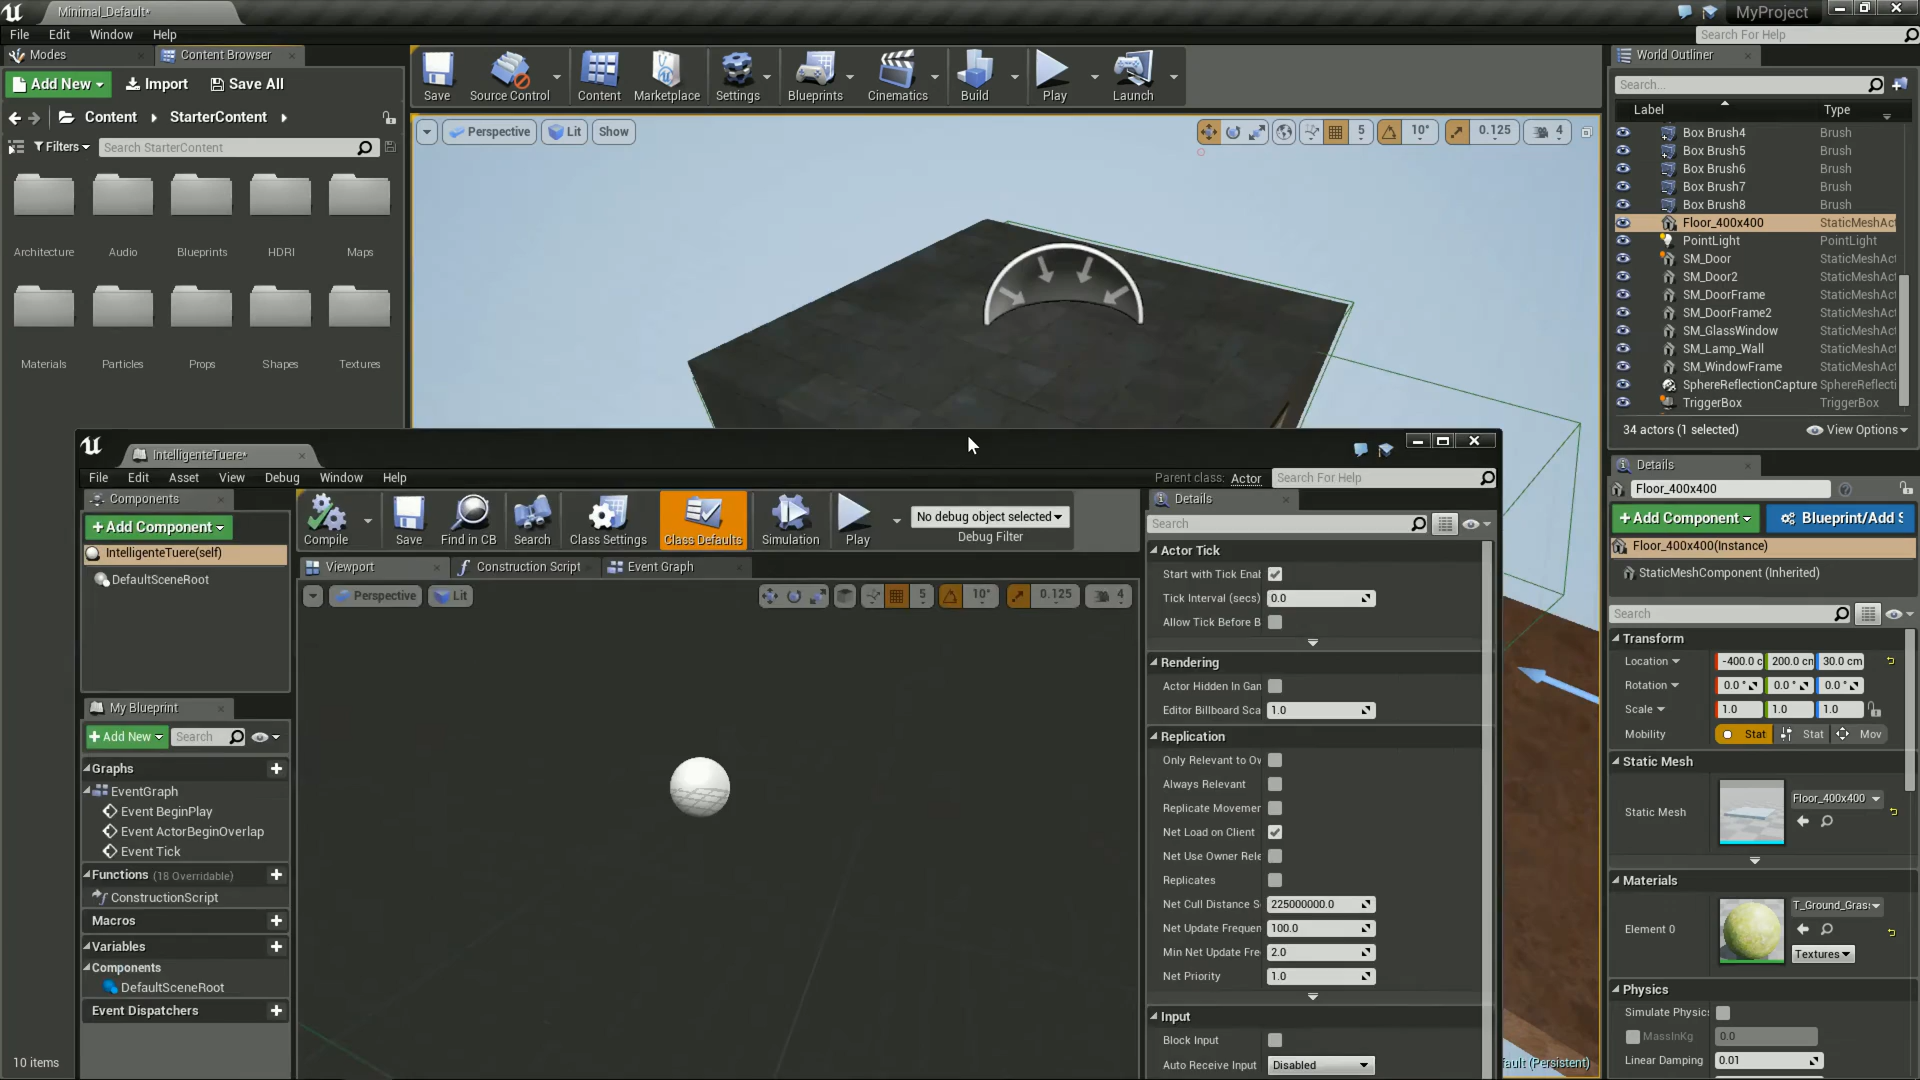 Minimal_Default*
MyProject
File Edit Window Help
Search For Help
Modes
Content Browser
Add New Import Save All
Content StarterContent
Filters Search StarterContent
Architecture Audio Blueprints HDRI Maps
Materials Particles Props Shapes Textures
10 items
Save Source Control Content Marketplace Settings Blueprints Cinematics Build Play Launch
Perspective Lit Show
5 10° 0.125 4
World Outliner
Search...
Label Type
Box Brush4 Brush
Box Brush5 Brush
Box Brush6 Brush
Box Brush7 Brush
Box Brush8 Brush
Floor_400x400 StaticMeshAct
PointLight PointLight
SM_Door StaticMeshAct
SM_Door2 StaticMeshAct
SM_DoorFrame StaticMeshAct
SM_DoorFrame2 StaticMeshAct
SM_GlassWindow StaticMeshAct
SM_Lamp_Wall StaticMeshAct
SM_WindowFrame StaticMeshAct
SphereReflectionCapture SphereReflecti
TriggerBox TriggerBox
34 actors (1 selected) View Options
Details
Floor_400x400
+Add Component Blueprint/Add S
Floor_400x400(Instance)
StaticMeshComponent (Inherited)
Search
Transform
Location -400.0 c 200.0 cm 30.0 cm
Rotation 0.0 ° 0.0 ° 0.0 °
Scale 1.0 1.0 1.0
Mobility Stat Stat Mov
Static Mesh
Static Mesh Floor_400x400
Materials
Element 0 T_Ground_Gras
Textures
Physics
Simulate Physic
MassInKg 0.0
Linear Damping 0.01
fault (Persistent)
IntelligenteTuere*
File Edit Asset View Debug Window Help
Parent class: Actor Search For Help
Components
+Add Component
IntelligenteTuere(self)
DefaultSceneRoot
My Blueprint
+Add New Search
Graphs
EventGraph
Event BeginPlay
Event ActorBeginOverlap
Event Tick
Functions (18 Overridable)
ConstructionScript
Macros
Variables
Components
DefaultSceneRoot
Event Dispatchers
Compile Save Find in CB Search Class Settings Class Defaults Simulation Play
No debug object selected
Debug Filter
Viewport Construction Script Event Graph
Perspective Lit
5 10° 0.125 4
Details
Search
Actor Tick
Start with Tick Enal
Tick Interval (secs) 0.0
Allow Tick Before B
Rendering
Actor Hidden In Gan
Editor Billboard Sca 1.0
Replication
Only Relevant to Ov
Always Relevant
Replicate Movemer
Net Load on Client
Net Use Owner Rele
Replicates
Net Cull Distance S 225000000.0
Net Update Frequen 100.0
Min Net Update Fre 2.0
Net Priority 1.0
Input
Block Input
Auto Receive Input Disabled